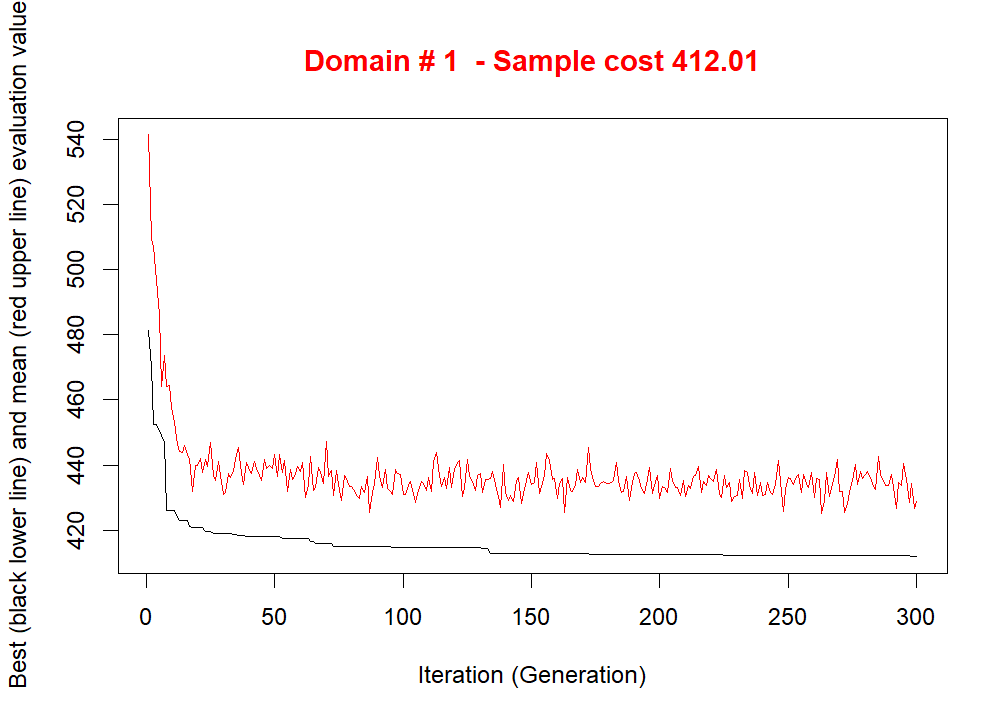 Domain # 1  - Sample cost 412.01
Best (black lower line) and mean (red upper line) evaluation value
540
520
500
480
460
440
420
0 50 100 150 200 250 300
Iteration (Generation)